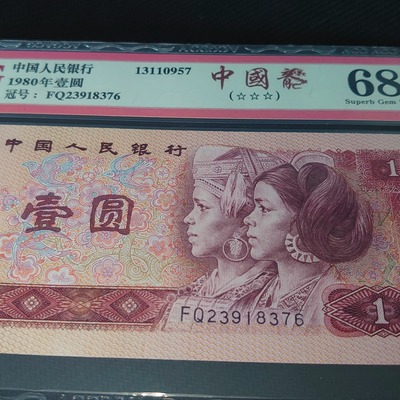 中国人民银行 13110957 中國龍 68
1980年壹圆 (☆☆☆) Superb Gem
冠号：FQ23918376
中国人民银行
1
壹圆
FQ23918376
1